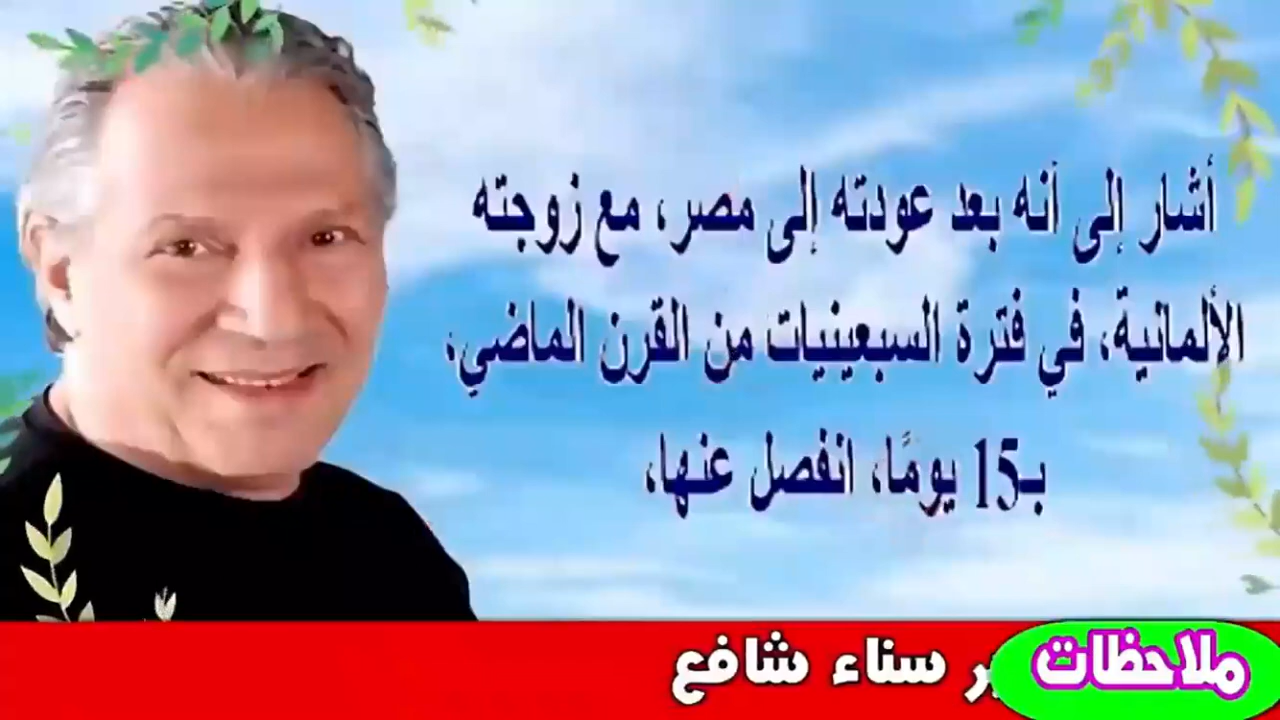 أشار إلى أنه بعد عودته إلى مصر، مع زوجته
الألمانية، في فترة السبعينيات من القرن الماضي،
بـ15 يومًا، انفصل عنها،
ملاحظات
سناء شافع